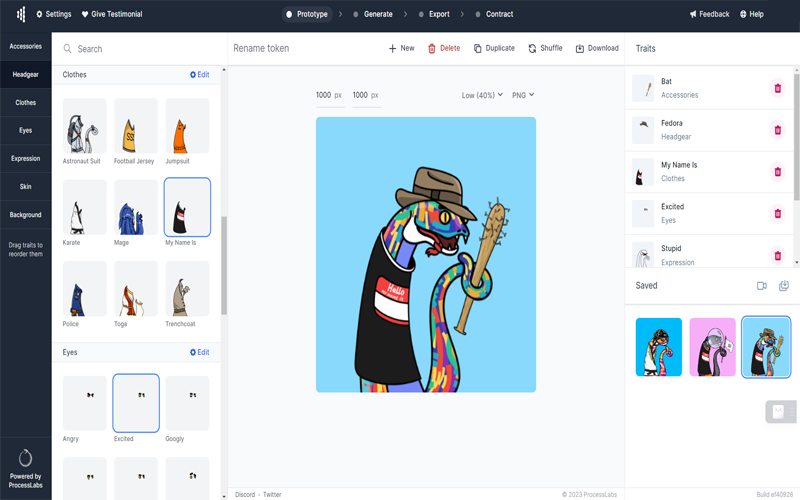 Settings
Give Testimonial
Prototype
Generate
Export
Contract
Feedback
Help
Accessories
Headgear
Clothes
Eyes
Expression
Skin
Background
Drag traits to
reorder them
Powered by
ProcessLabs
Search
Clothes
Edit
Astronaut Suit
Football Jersey
Jumpsuit
Karate
Mage
My Name Is
Police
Toga
Trenchcoat
Eyes
Edit
Angry
Excited
Googly
Rename token
New
Delete
Duplicate
Shuffle
Download
1000 px
1000 px
Low (40%)
PNG
Hello
MY NAME IS
Discord - Twitter
© 2023 ProcessLabs
Traits
Bat
Accessories
Fedora
Headgear
My Name Is
Clothes
Excited
Eyes
Stupid
Expression
Saved
Build ef40926